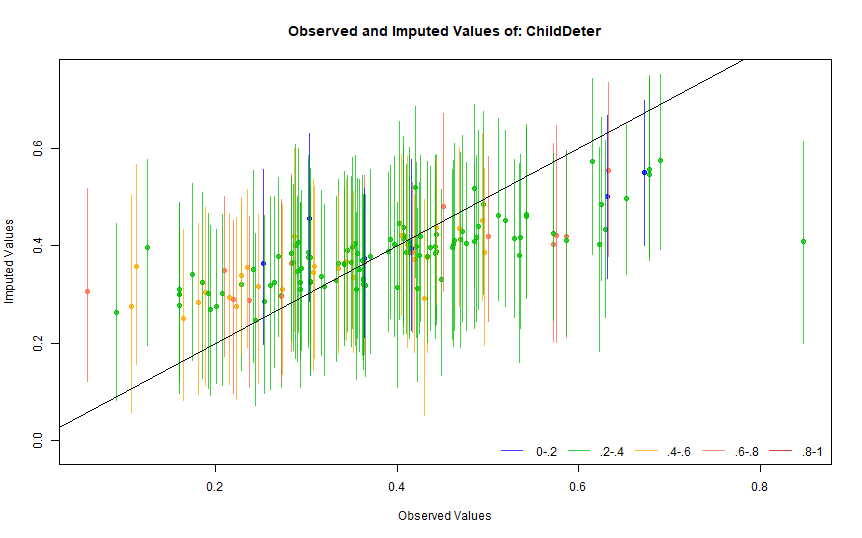 Observed and Imputed Values of: ChildDeter
Imputed Values
0.6
0.4
0.2
0.0
0.2 0.4 0.6 0.8
Observed Values
0-.2 .2-.4 .4-.6 .6-.8 .8-1